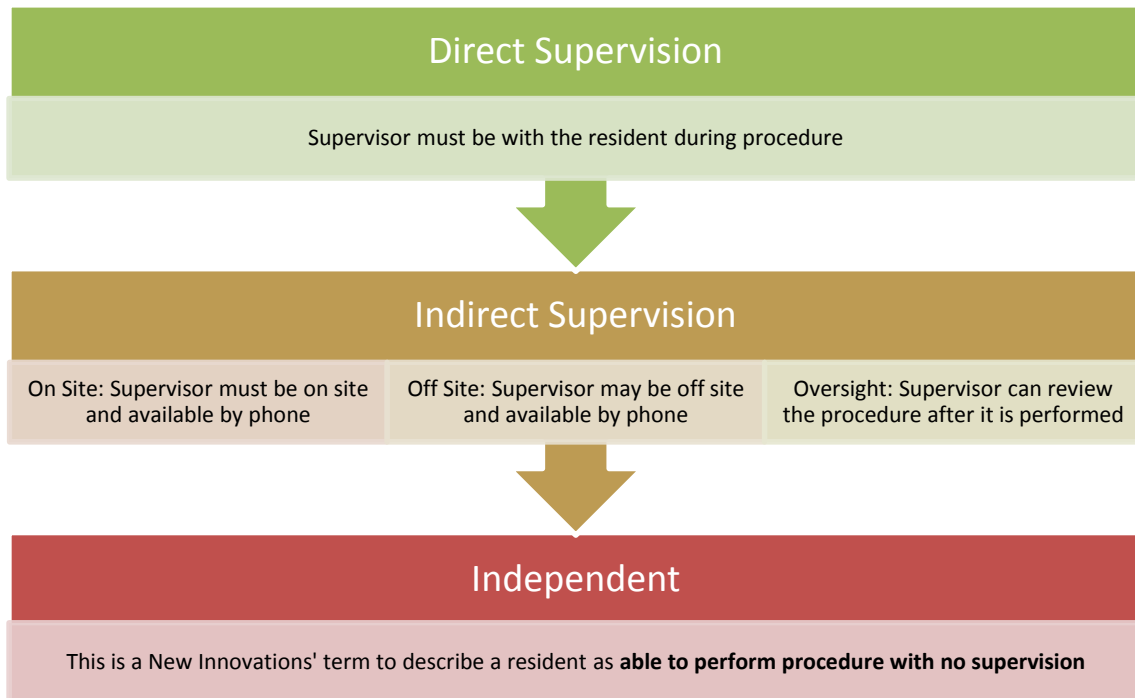 Direct Supervision
Supervisor must be with the resident during procedure
Indirect Supervision
On Site: Supervisor must be on site
and available by phone
Off Site: Supervisor may be off site
and available by phone
Oversight: Supervisor can review
the procedure after it is performed
Independent
This is a New Innovations' term to describe a resident as able to perform procedure with no supervision